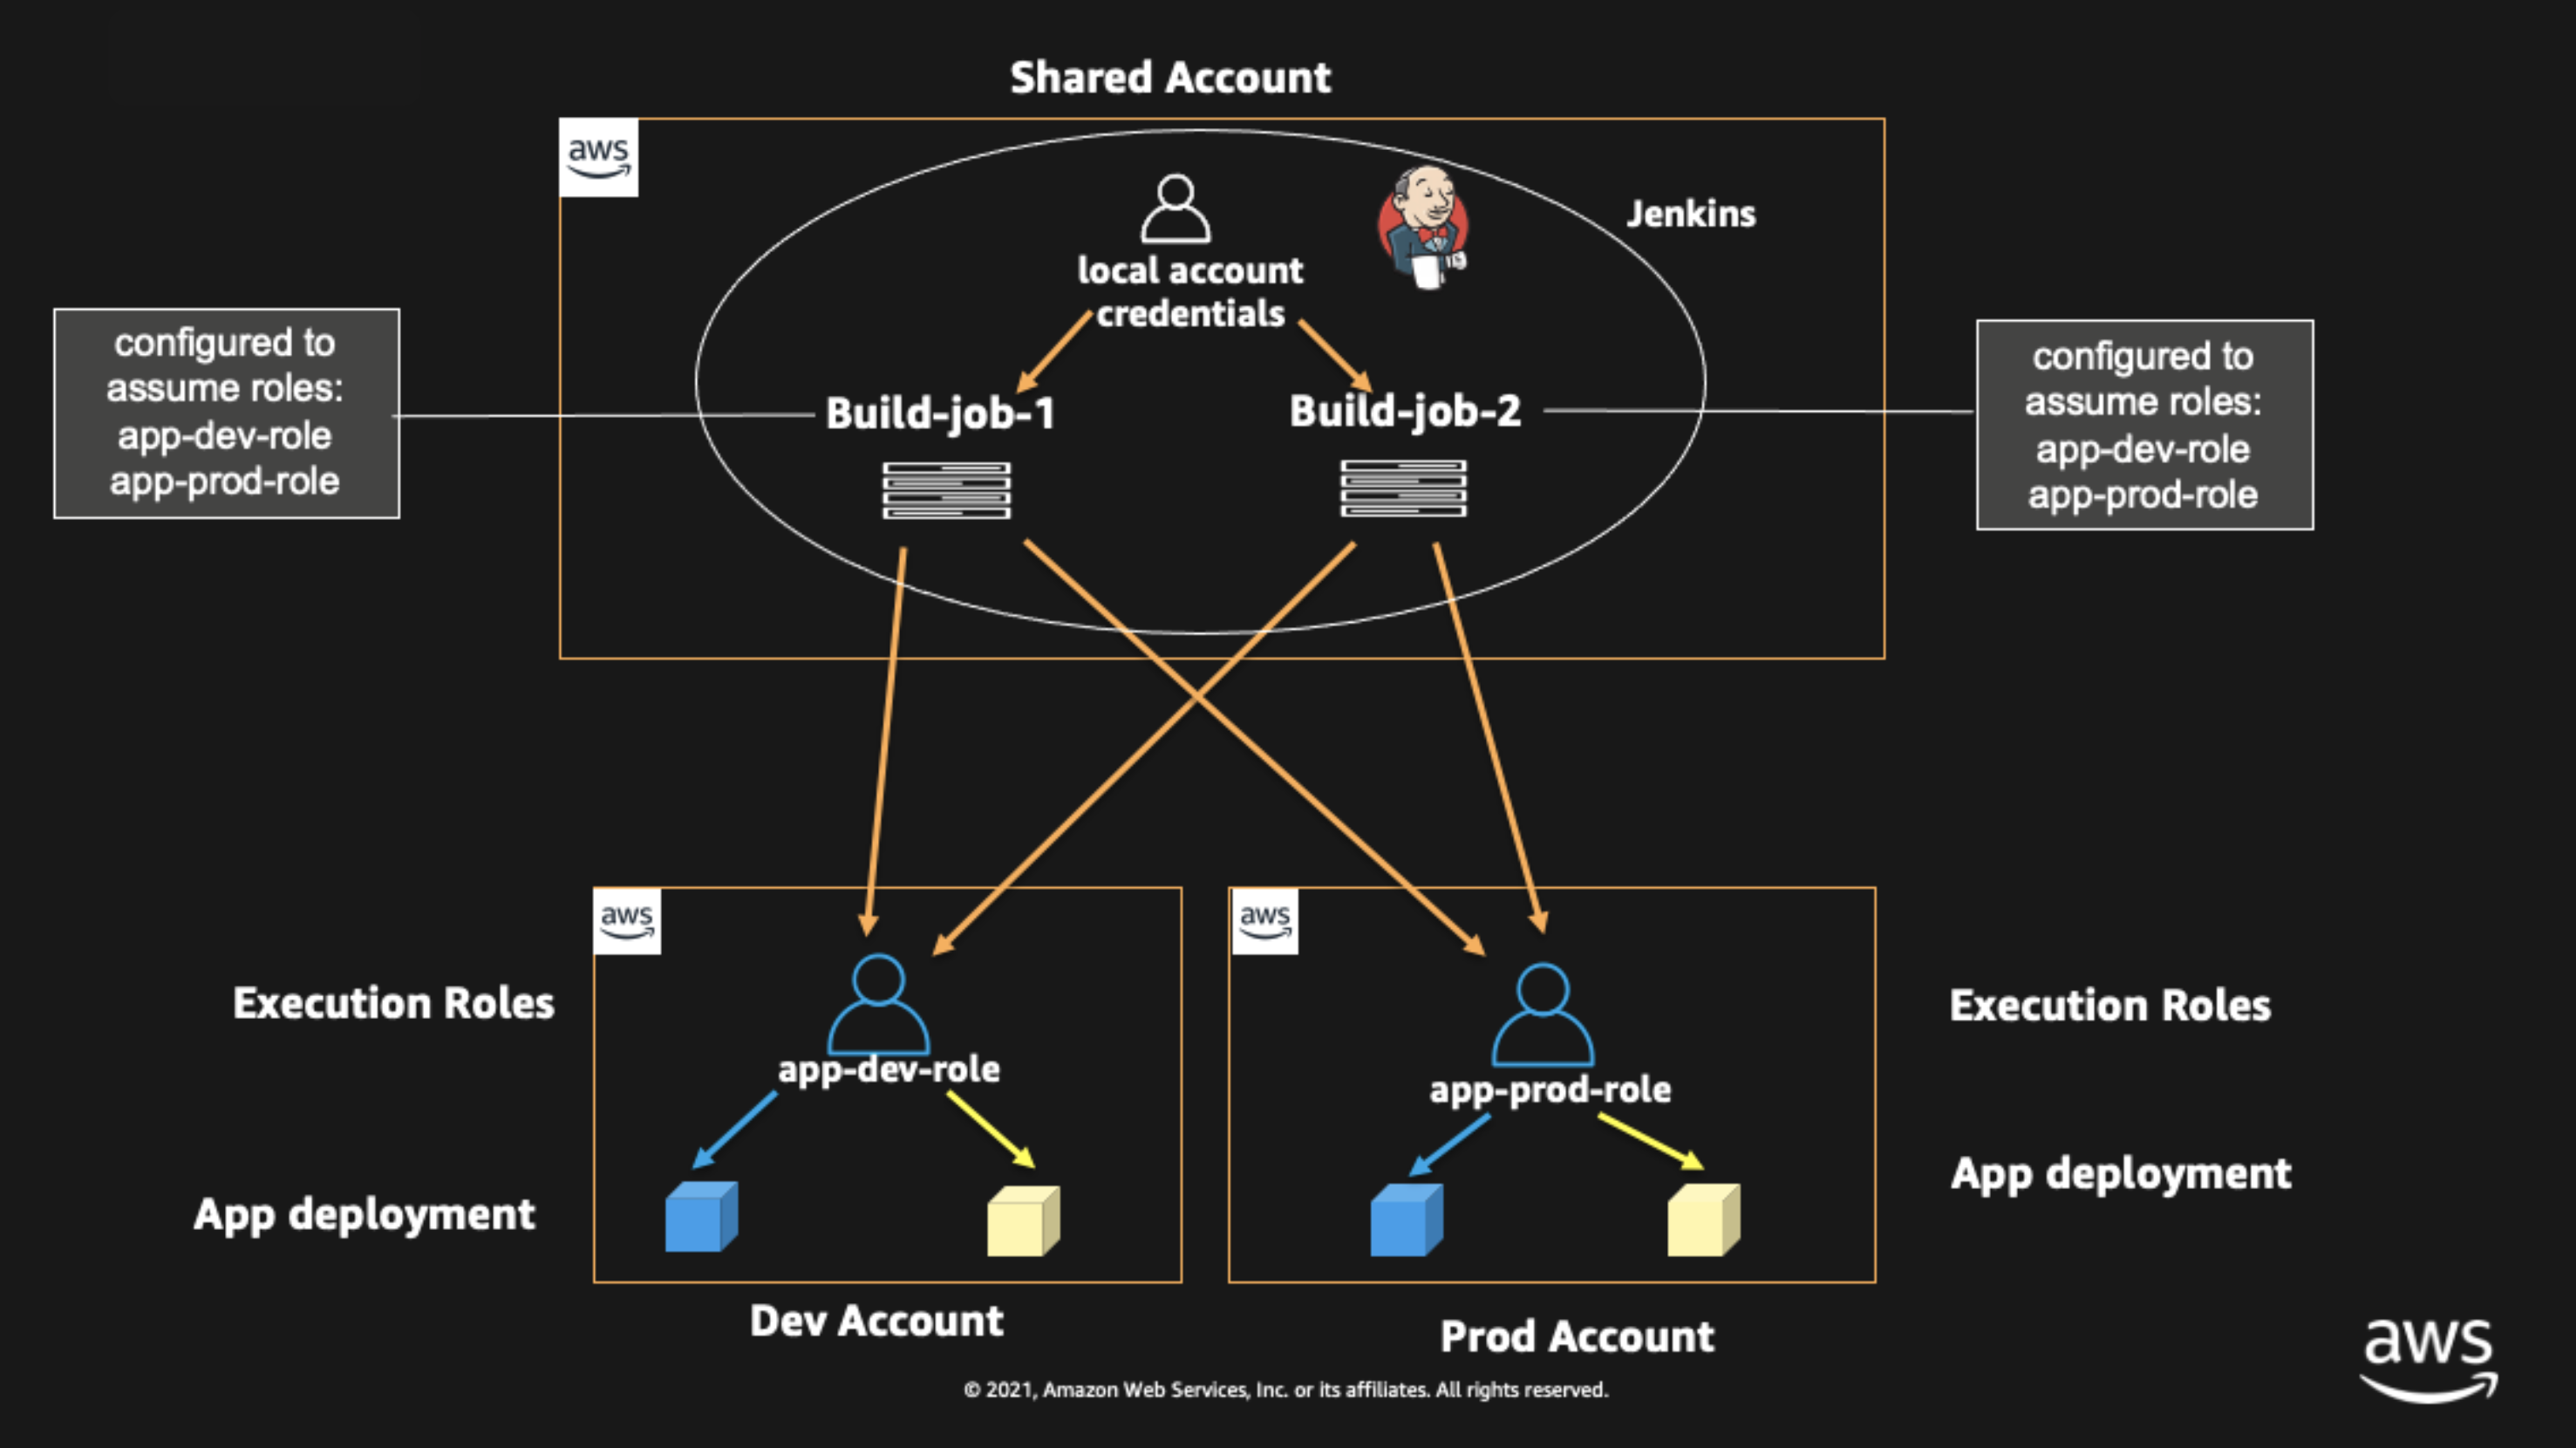 Shared Account
aws
Jenkins
local account
credentials
configured to
assume roles:
app-dev-role
app-prod-role
Build-job-1
Build-job-2
configured to
assume roles:
app-dev-role
app-prod-role
aws
aws
Execution Roles
app-dev-role
app-prod-role
Execution Roles
App deployment
App deployment
Dev Account
Prod Account
aws
© 2021, Amazon Web Services, Inc. or its affiliates. All rights reserved.